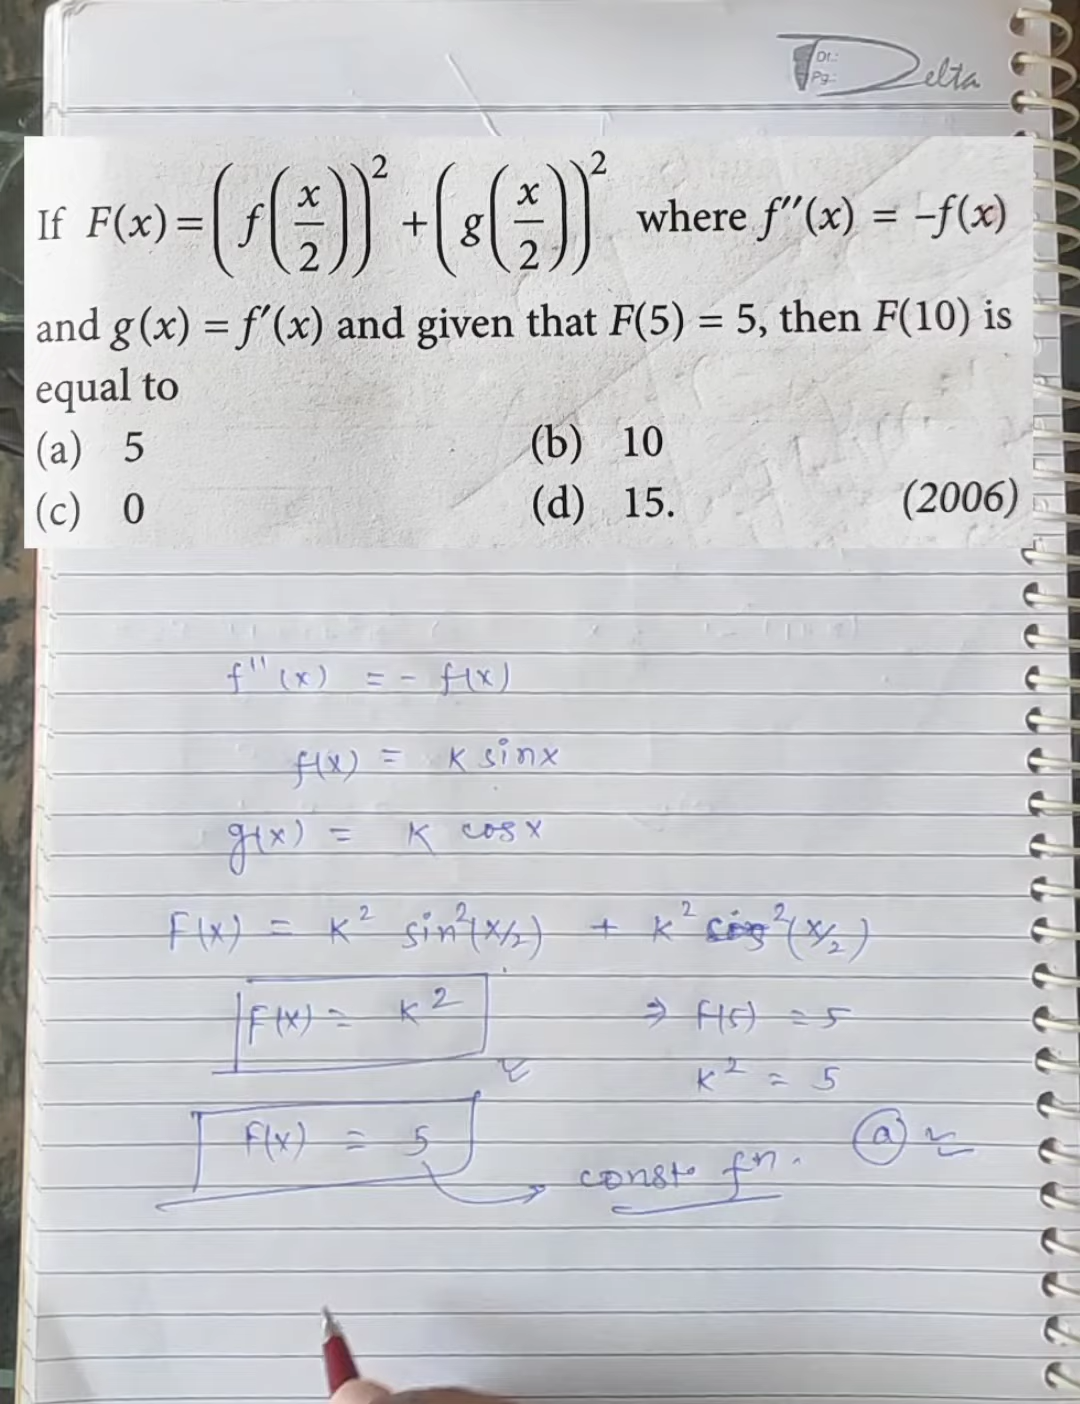 Dt.:
Pg.:
Delta
If F(x) = (f(x/2))² + (g(x/2))² where f″(x) = –f(x)
and g(x) = f′(x) and given that F(5) = 5, then F(10) is
equal to
(a) 5 (b) 10
(c) 0 (d) 15. (2006)
f''(x) = - f(x)
f(x) = K sinx
g(x) = K cosx
F(x) = K² sin²(x/2) + K² cos²(x/2)
F(x) = K² ⇒ F(5) = 5
K² = 5
F(x) = 5 (a)
const. fn.